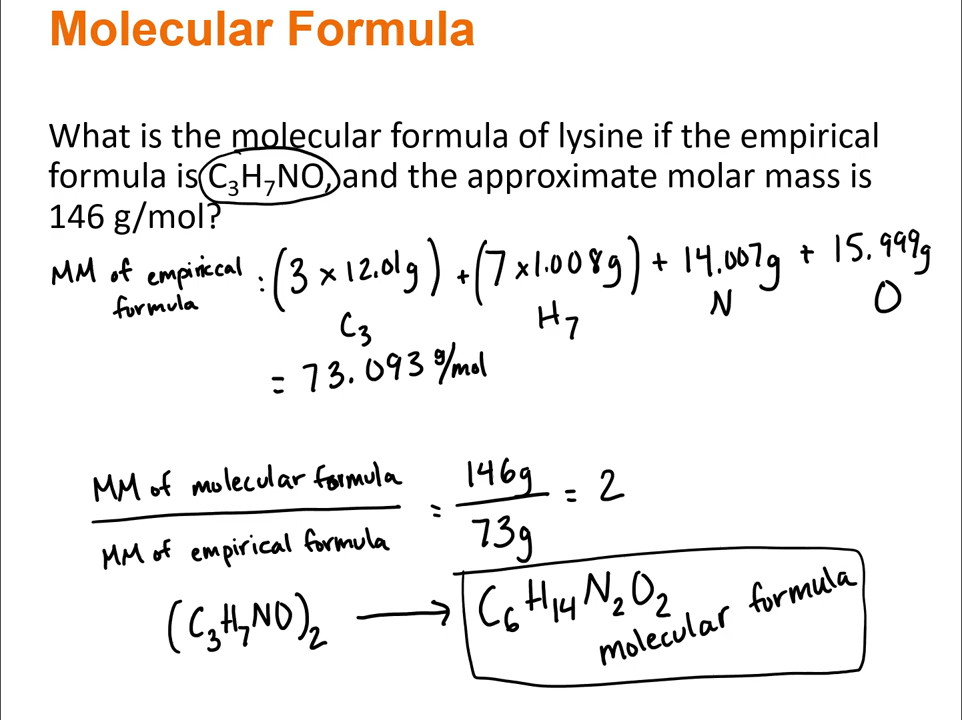 Molecular Formula
What is the molecular formula of lysine if the empirical
formula is C₃H₇NO, and the approximate molar mass is
146 g/mol?
MM of empiriccal formula : (3 x 12.01g) + (7 x 1.008g) + 14.007g + 15.999g
C₃ H₇ N O
= 73.093 g/mol
MM of molecular formula / MM of empirical formula = 146g / 73g = 2
(C₃H₇NO)₂ → C₆H₁₄N₂O₂
molecular formula